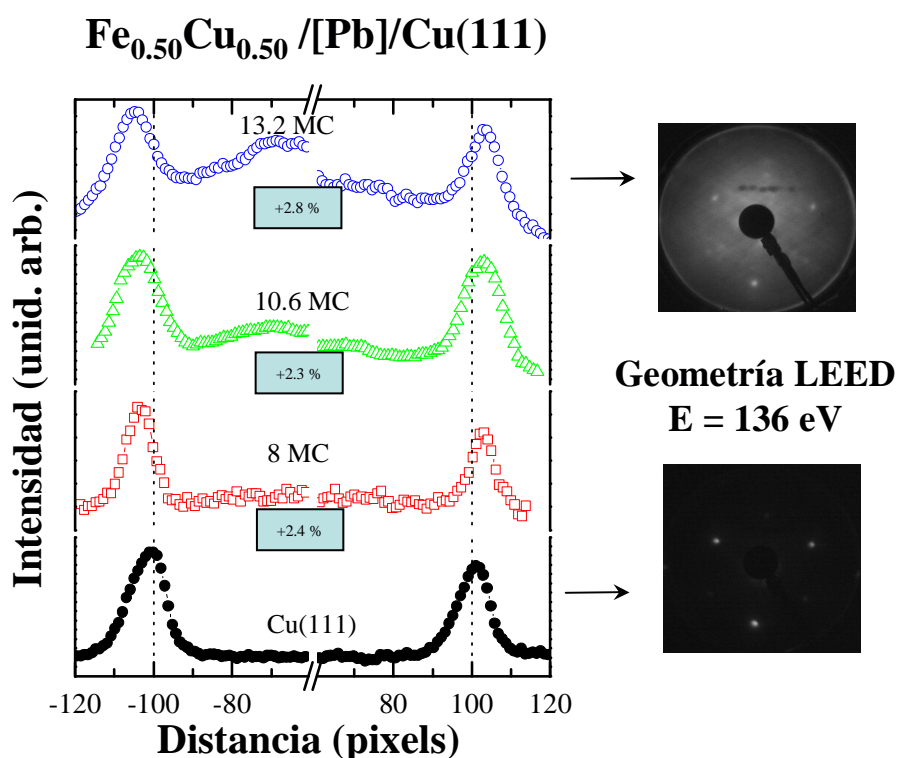 Fe0.50Cu0.50 /[Pb]/Cu(111)
13.2 MC
+2.8 %
10.6 MC
+2.3 %
8 MC
+2.4 %
Cu(111)
-120 -100 -80 80 100 120
Distancia (pixels)
Intensidad (unid. arb.)
Geometría LEED
E = 136 eV